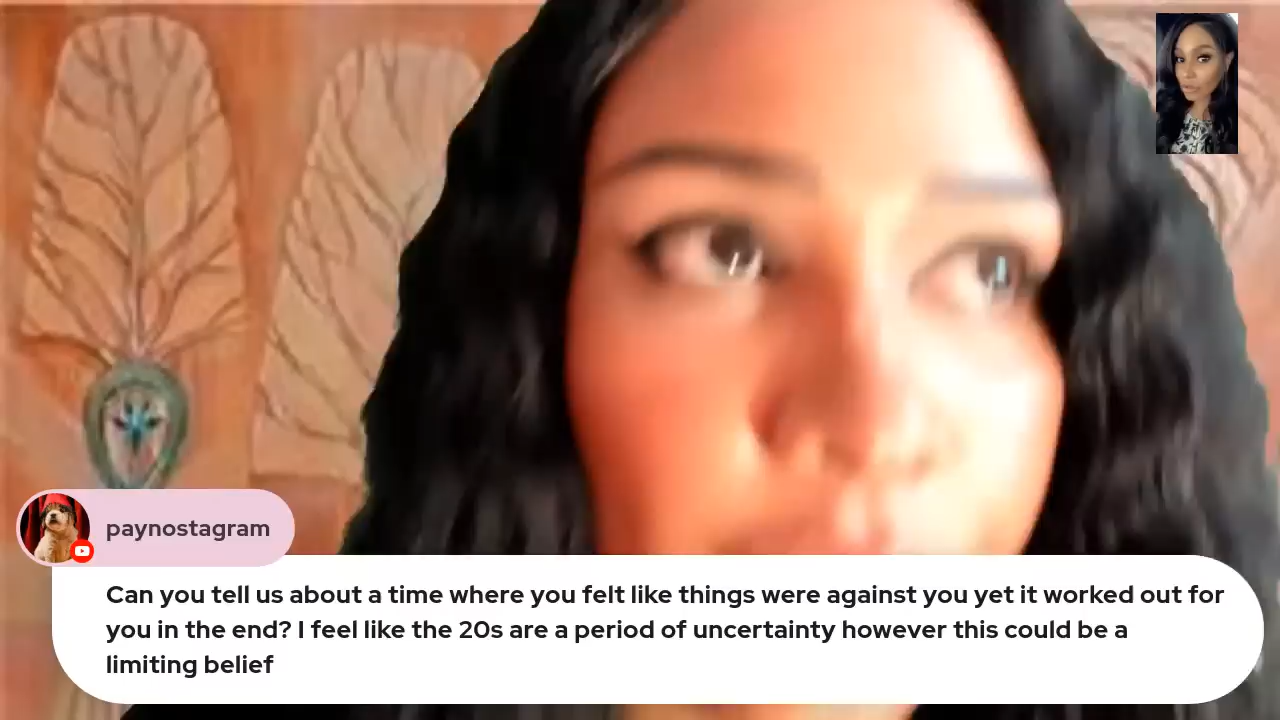 paynostagram
Can you tell us about a time where you felt like things were against you yet it worked out for
you in the end? I feel like the 20s are a period of uncertainty however this could be a
limiting belief